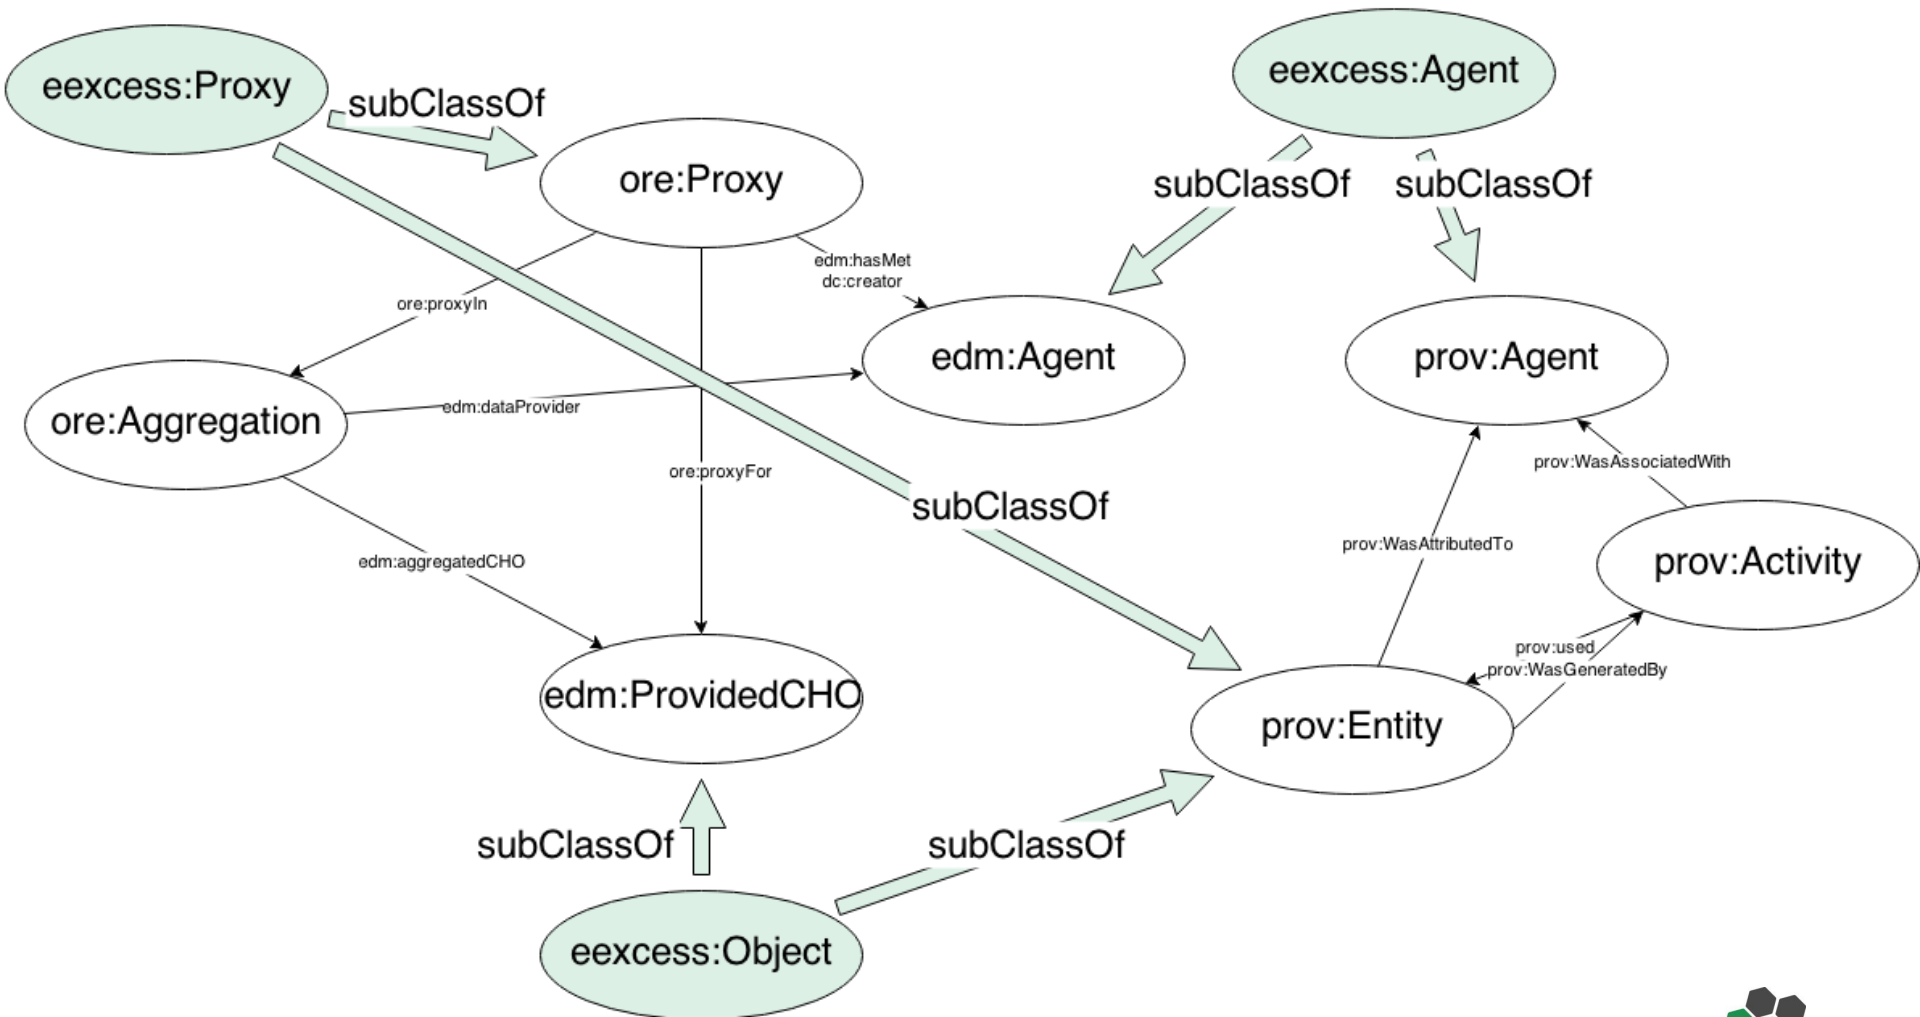 eexcess:Proxy
subClassOf
eexcess:Agent
ore:Proxy
subClassOf
subClassOf
edm:hasMet
dc:creator
ore:proxyIn
edm:Agent
prov:Agent
ore:Aggregation
edm:dataProvider
ore:proxyFor
prov:WasAssociatedWith
subClassOf
prov:WasAttributedTo
edm:aggregatedCHO
prov:Activity
prov:used
prov:WasGeneratedBy
edm:ProvidedCHO
prov:Entity
subClassOf
subClassOf
eexcess:Object